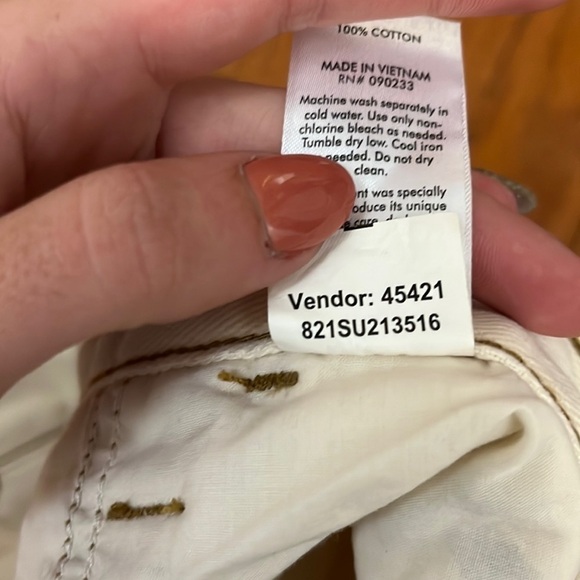 100% COTTON
MADE IN VIETNAM
RN# 090233
Machine wash separately in
cold water. Use only non-
chlorine bleach as needed.
Tumble dry low. Cool iron
needed. Do not dry
clean.
was specially
its unique
care
Vendor: 45421
821SU213516